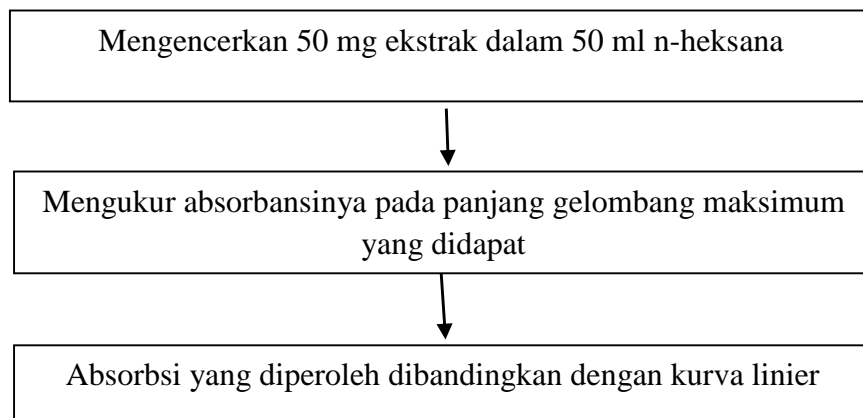 Mengencerkan 50 mg ekstrak dalam 50 ml n-heksana
Mengukur absorbansinya pada panjang gelombang maksimum
yang didapat
Absorbsi yang diperoleh dibandingkan dengan kurva linier